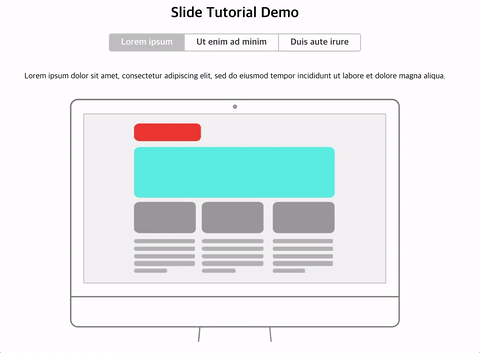 Slide Tutorial Demo
Lorem ipsum
Ut enim ad minim
Duis aute irure
Lorem ipsum dolor sit amet, consectetur adipiscing elit, sed do eiusmod tempor incididunt ut labore et dolore magna aliqua.